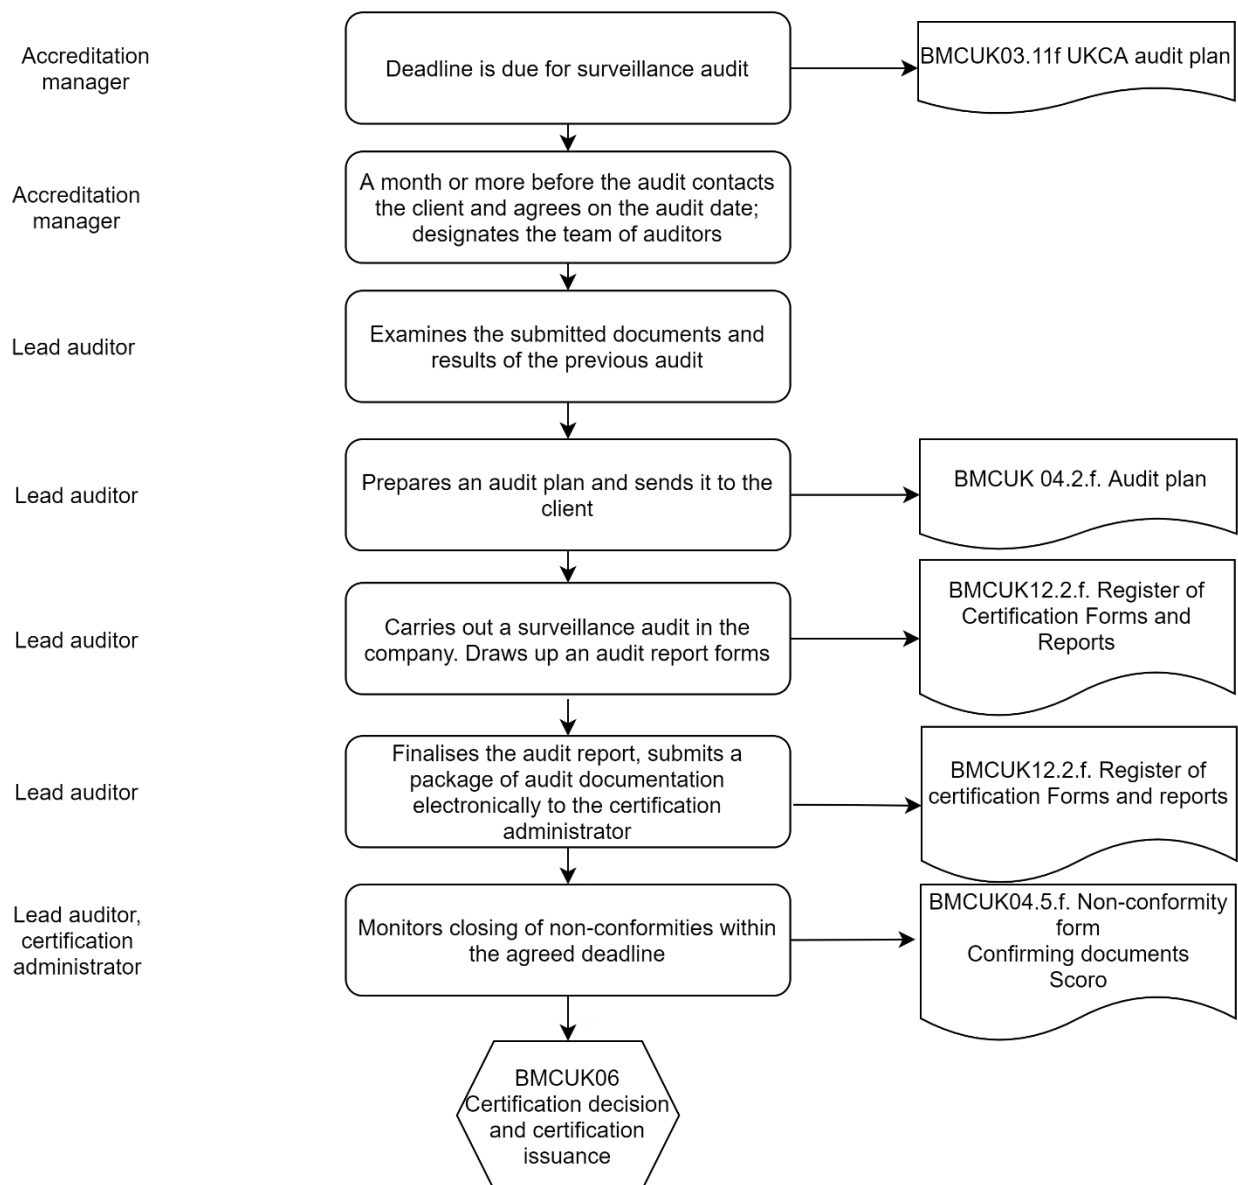 Accreditation
manager
Deadline is due for surveillance audit
BMCUK03.11f UKCA audit plan
Accreditation
manager
A month or more before the audit contacts
the client and agrees on the audit date;
designates the team of auditors
Lead auditor
Examines the submitted documents and
results of the previous audit
Lead auditor
Prepares an audit plan and sends it to the
client
BMCUK 04.2.f. Audit plan
Lead auditor
Carries out a surveillance audit in the
company. Draws up an audit report forms
BMCUK12.2.f. Register of
Certification Forms and
Reports
Lead auditor
Finalises the audit report, submits a
package of audit documentation
electronically to the certification
administrator
BMCUK12.2.f. Register of
certification Forms and reports
Lead auditor,
certification
administrator
Monitors closing of non-conformities within
the agreed deadline
BMCUK04.5.f. Non-conformity
form
Confirming documents
Scoro
BMCUK06
Certification decision
and certification
issuance